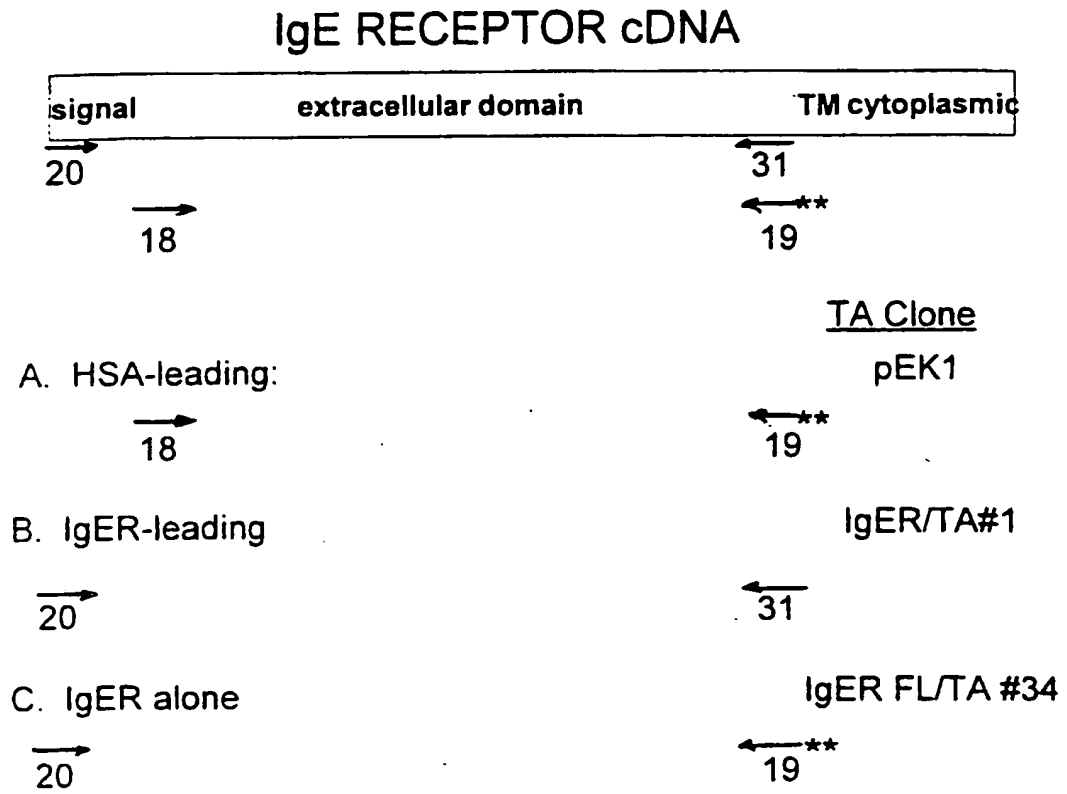 IgE RECEPTOR cDNA
signal extracellular domain TM cytoplasmic
20 31
18 19 **
TA Clone
A. HSA-leading: pEK1
18 19 **
B. IgER-leading IgER/TA#1
20 31
C. IgER alone IgER FL/TA #34
20 19 **